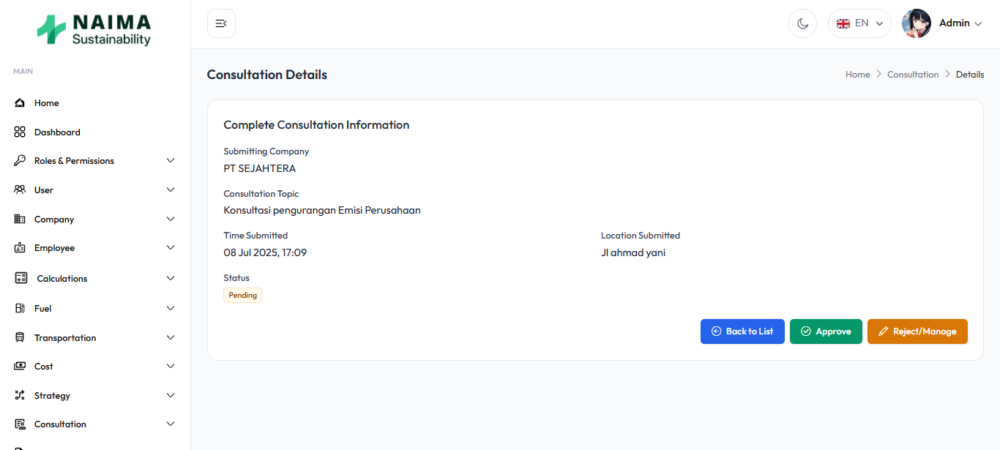 NAIMA
Sustainability
EN
Admin
MAIN
Home
Dashboard
Roles & Permissions
User
Company
Employee
Calculations
Fuel
Transportation
Cost
Strategy
Consultation
Consultation Details
Home Consultation Details
Complete Consultation Information
Submitting Company
PT SEJAHTERA
Consultation Topic
Konsultasi pengurangan Emisi Perusahaan
Time Submitted
08 Jul 2025, 17:09
Location Submitted
Jl ahmad yani
Status
Pending
Back to List
Approve
Reject/Manage